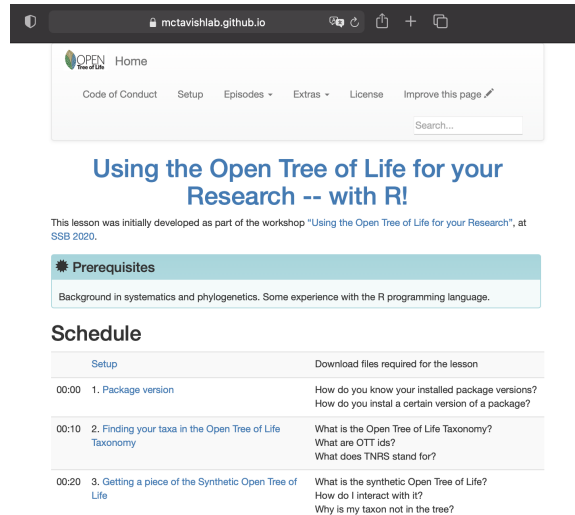 mctavishlab.github.io
OPEN
Tree of Life
Home
Code of Conduct Setup Episodes Extras License Improve this page
Search...
Using the Open Tree of Life for your
Research -- with R!
This lesson was initially developed as part of the workshop “Using the Open Tree of Life for your Research”, at
SSB 2020.
Prerequisites
Background in systematics and phylogenetics. Some experience with the R programming language.
Schedule
Setup Download files required for the lesson
00:00 1. Package version How do you know your installed package versions?
How do you instal a certain version of a package?
00:10 2. Finding your taxa in the Open Tree of Life What is the Open Tree of Life Taxonomy?
Taxonomy What are OTT ids?
What does TNRS stand for?
00:20 3. Getting a piece of the Synthetic Open Tree of What is the synthetic Open Tree of Life?
Life How do I interact with it?
Why is my taxon not in the tree?